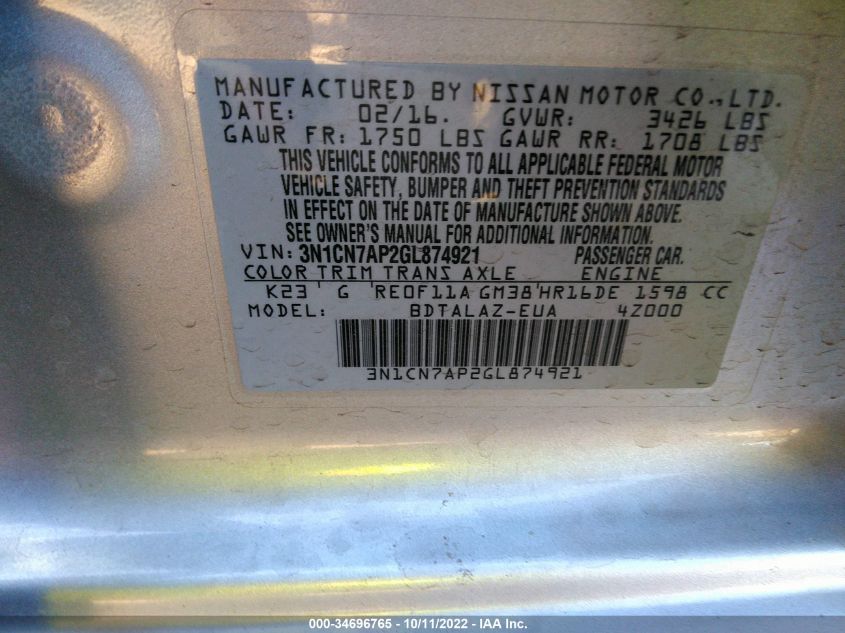 MANUFACTURED BY NISSAN MOTOR CO.,LTD.
DATE: 02/16. GVWR: 3426 LBS
GAWR FR: 1750 LBS GAWR RR: 1708 LBS
THIS VEHICLE CONFORMS TO ALL APPLICABLE FEDERAL MOTOR
VEHICLE SAFETY, BUMPER AND THEFT PREVENTION STANDARDS
IN EFFECT ON THE DATE OF MANUFACTURE SHOWN ABOVE.
SEE OWNER'S MANUAL FOR ADDITIONAL INFORMATION.
VIN: 3N1CN7AP2GL874921 PASSENGER CAR.
COLOR TRIM TRANS AXLE ENGINE
K23 ' G RE0F11A GM38'HR16DE 1598 CC
MODEL: BDTALAZ-EUA 4Z000
3N1CN7AP2GL874921
000-34696765 - 10/11/2022 - IAA Inc.